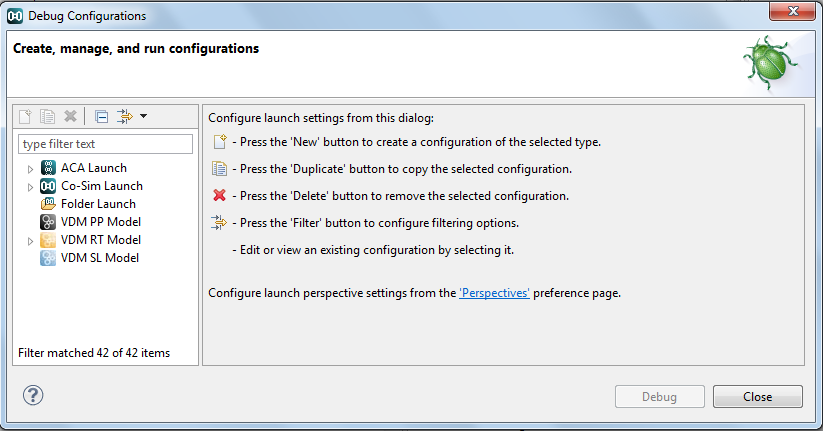 Debug Configurations
Create, manage, and run configurations
type filter text
ACA Launch
Co-Sim Launch
Folder Launch
VDM PP Model
VDM RT Model
VDM SL Model
Filter matched 42 of 42 items
Configure launch settings from this dialog:
- Press the 'New' button to create a configuration of the selected type.
- Press the 'Duplicate' button to copy the selected configuration.
- Press the 'Delete' button to remove the selected configuration.
- Press the 'Filter' button to configure filtering options.
- Edit or view an existing configuration by selecting it.
Configure launch perspective settings from the 'Perspectives' preference page.
?
Debug
Close